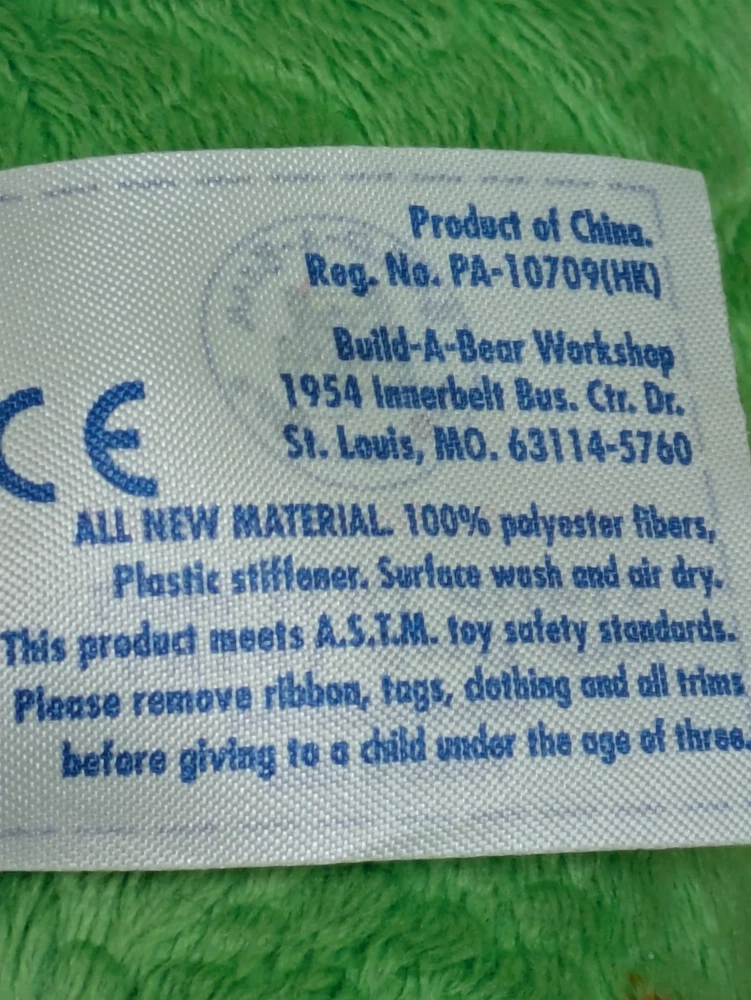 Product of China.
Reg. No. PA-10709(HK)
Build-A-Bear Workshop
1954 Innerbelt Bus. Ctr. Dr.
St. Louis, MO. 63114-5760
CE
ALL NEW MATERIAL. 100% polyester fibers,
Plastic stiffener. Surface wash and air dry.
This product meets A.S.T.M. toy safety standards.
Please remove ribbon, tags, clothing and all trims
before giving to a child under the age of three.